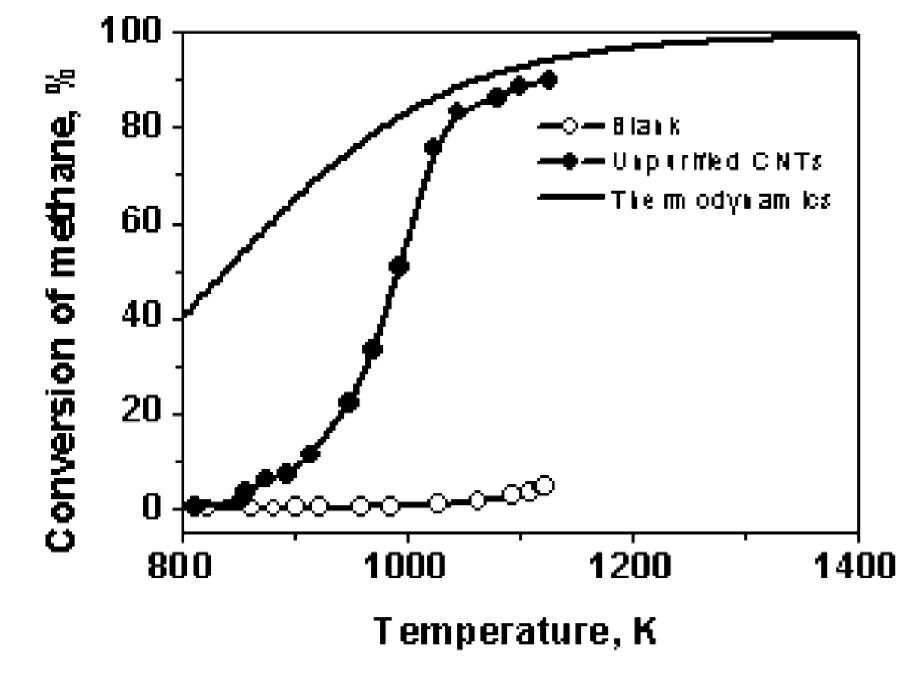 100
80
60
40
20
0
Conversion of methane, %
Blank
Unpurified CNTs
Thermodynamics
800 1000 1200 1400
Temperature, K